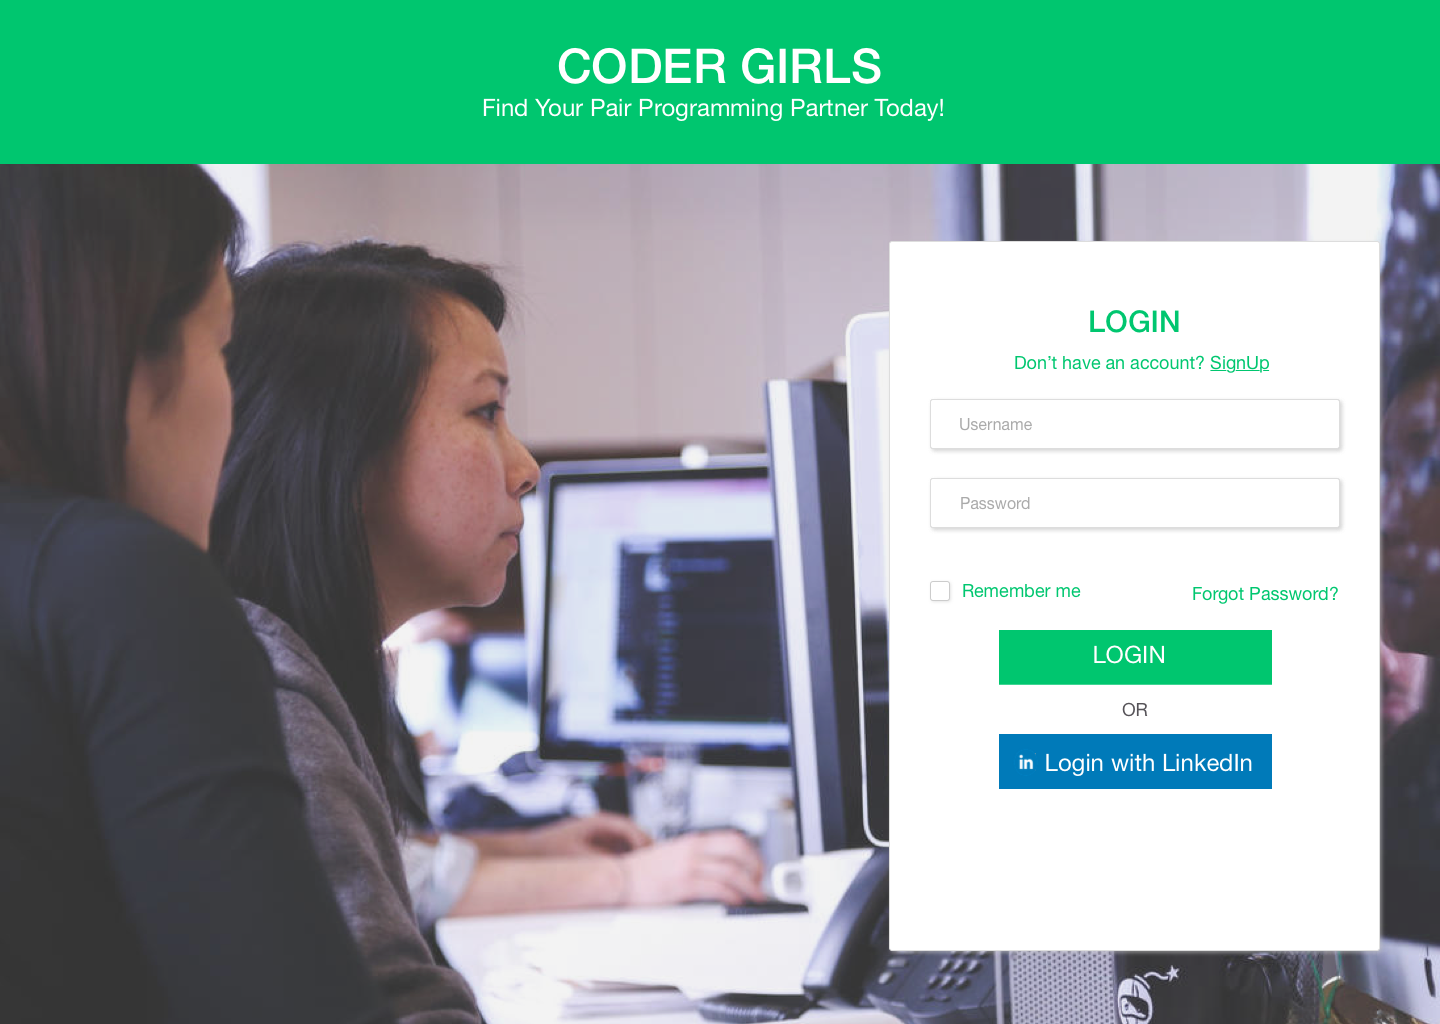 CODER GIRLS
Find Your Pair Programming Partner Today!
LOGIN
Don’t have an account? SignUp
Username
Password
Remember me
Forgot Password?
LOGIN
OR
in Login with LinkedIn